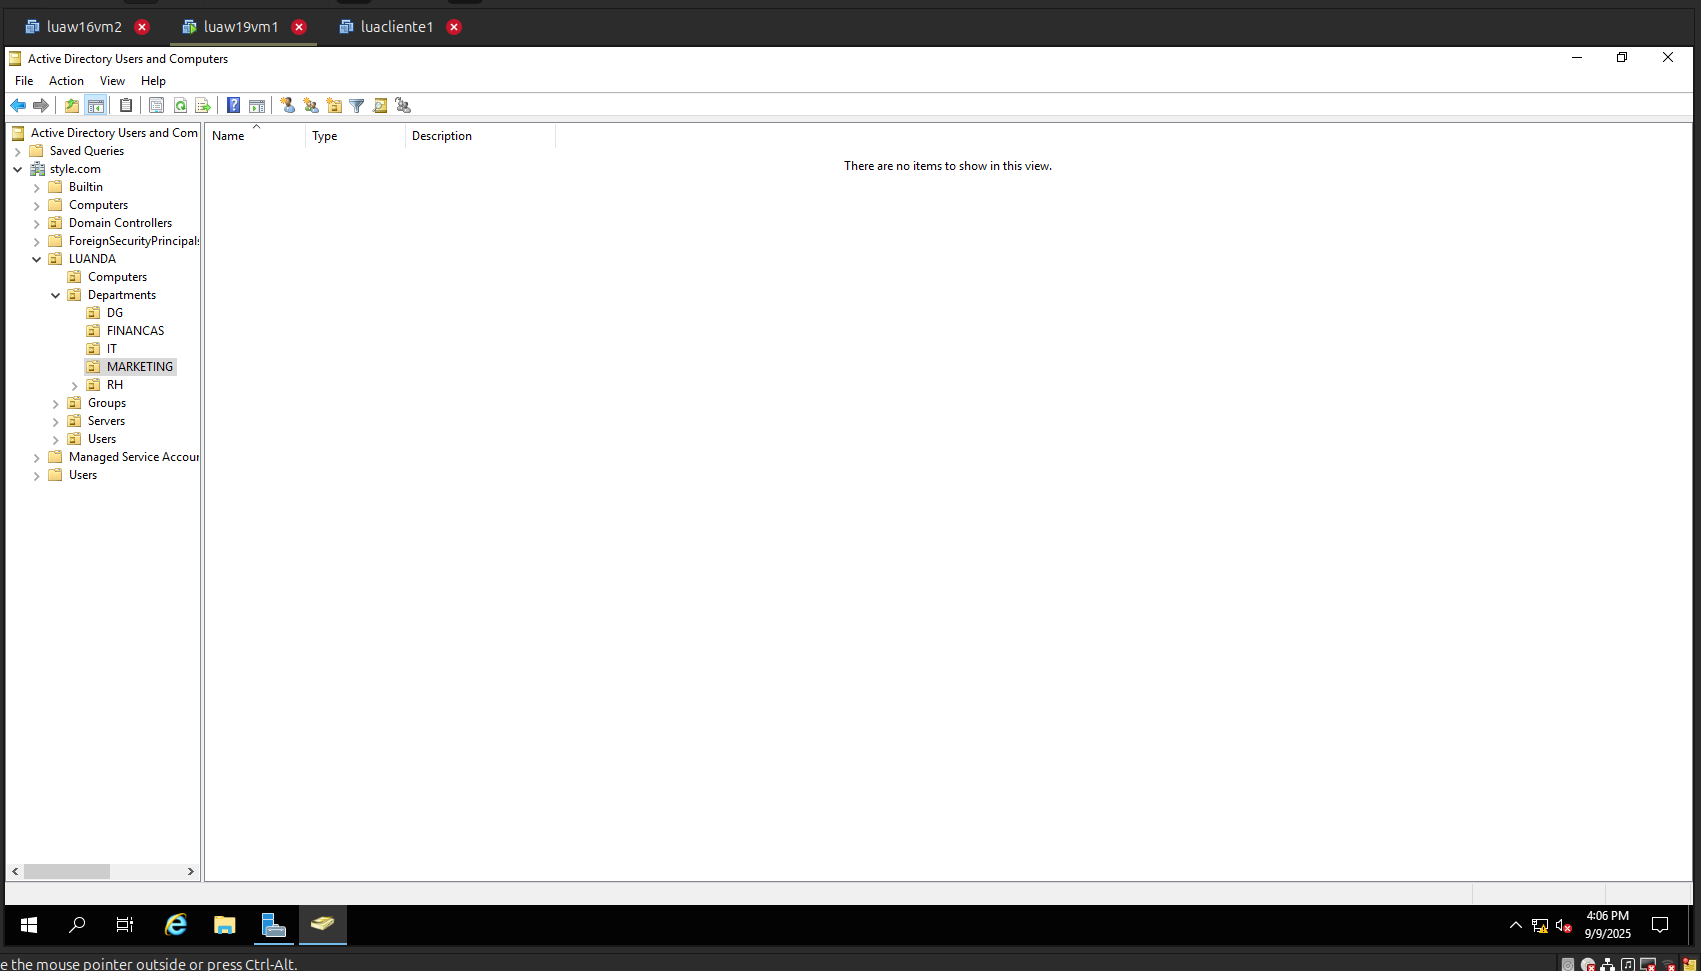 luaw16vm2 luaw19vm1 luacliente1
Active Directory Users and Computers
File Action View Help
Active Directory Users and Com
Saved Queries
style.com
Builtin
Computers
Domain Controllers
ForeignSecurityPrincipals
LUANDA
Computers
Departments
DG
FINANCAS
IT
MARKETING
RH
Groups
Servers
Users
Managed Service Accour
Users
Name Type Description
There are no items to show in this view.
4:06 PM
9/9/2025
e the mouse pointer outside or press Ctrl-Alt.